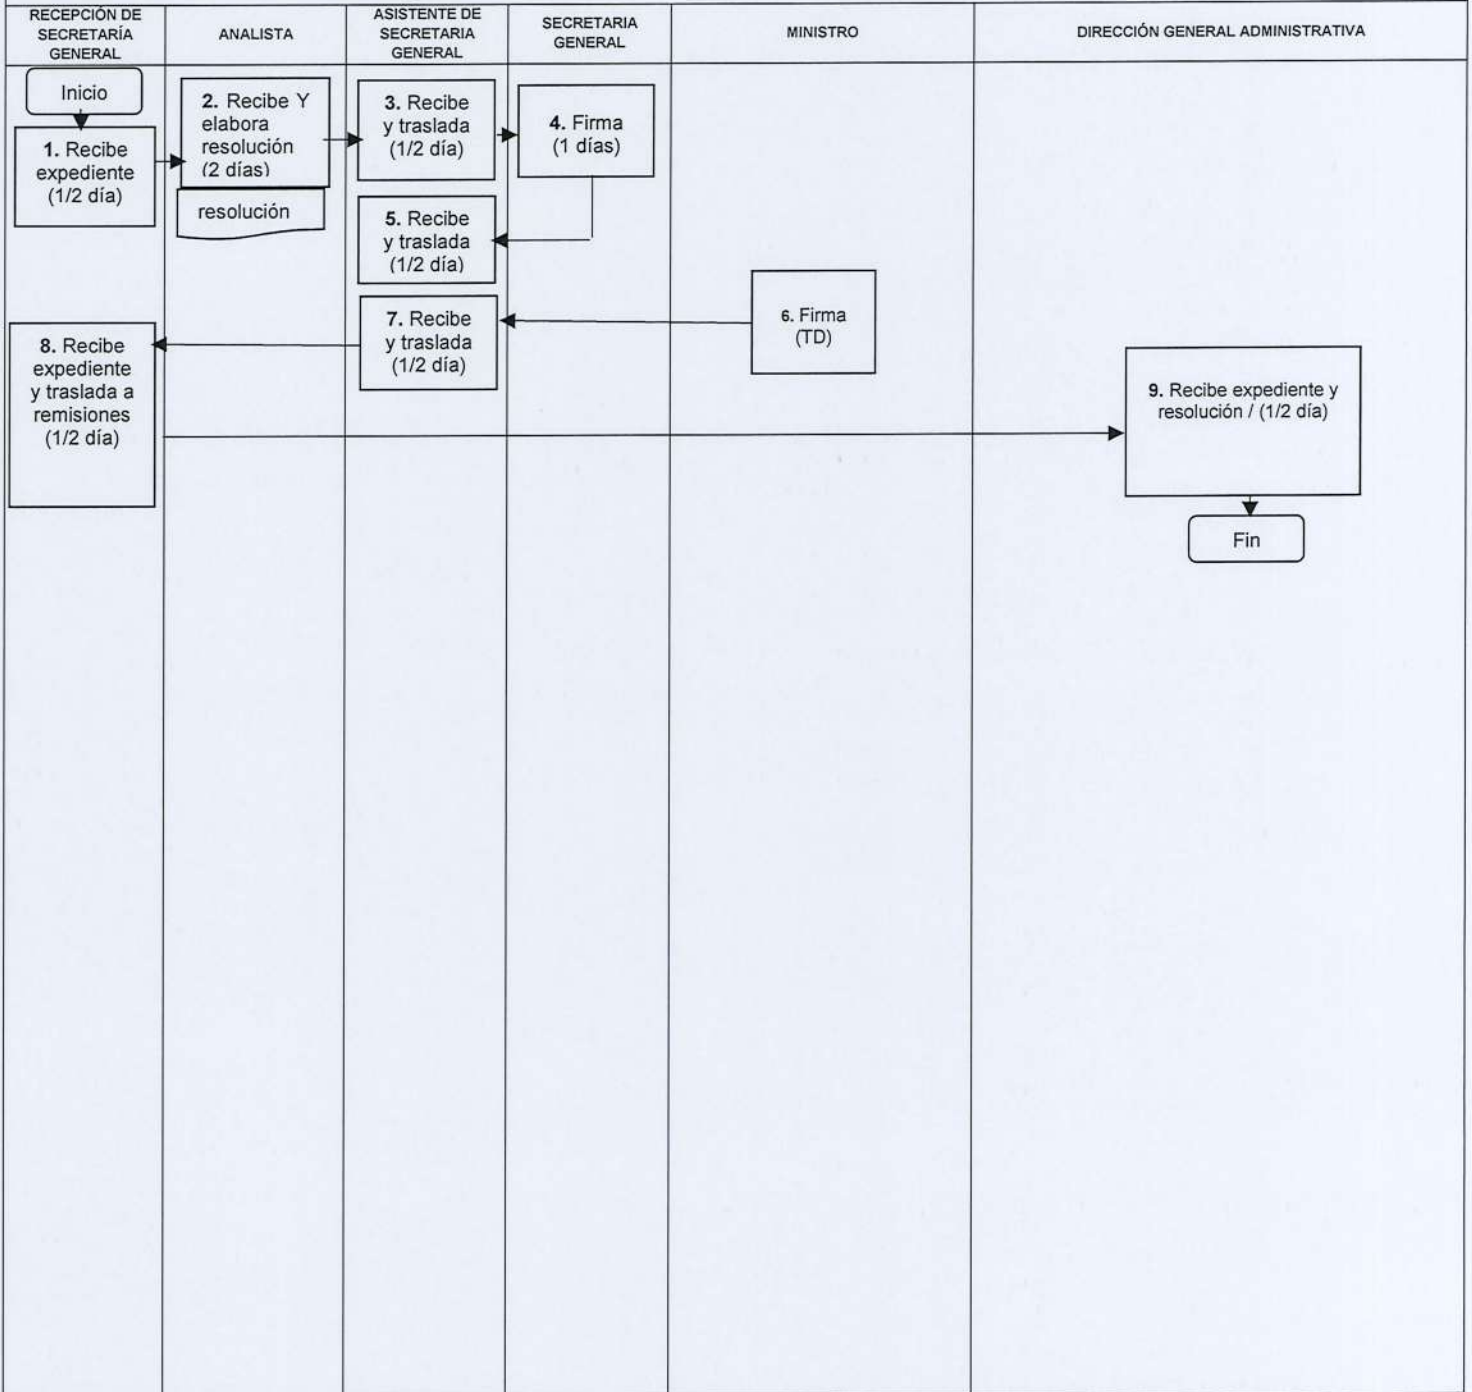 RECEPCIÓN DE
SECRETARÍA
GENERAL
ANALISTA
ASISTENTE DE
SECRETARIA
GENERAL
SECRETARIA
GENERAL
MINISTRO
DIRECCIÓN GENERAL ADMINISTRATIVA
Inicio
1. Recibe
expediente
(1/2 día)
2. Recibe Y
elabora
resolución
(2 días)
resolución
3. Recibe
y traslada
(1/2 día)
4. Firma
(1 días)
5. Recibe
y traslada
(1/2 día)
6. Firma
(TD)
7. Recibe
y traslada
(1/2 día)
8. Recibe
expediente
y traslada a
remisiones
(1/2 día)
9. Recibe expediente y
resolución / (1/2 día)
Fin